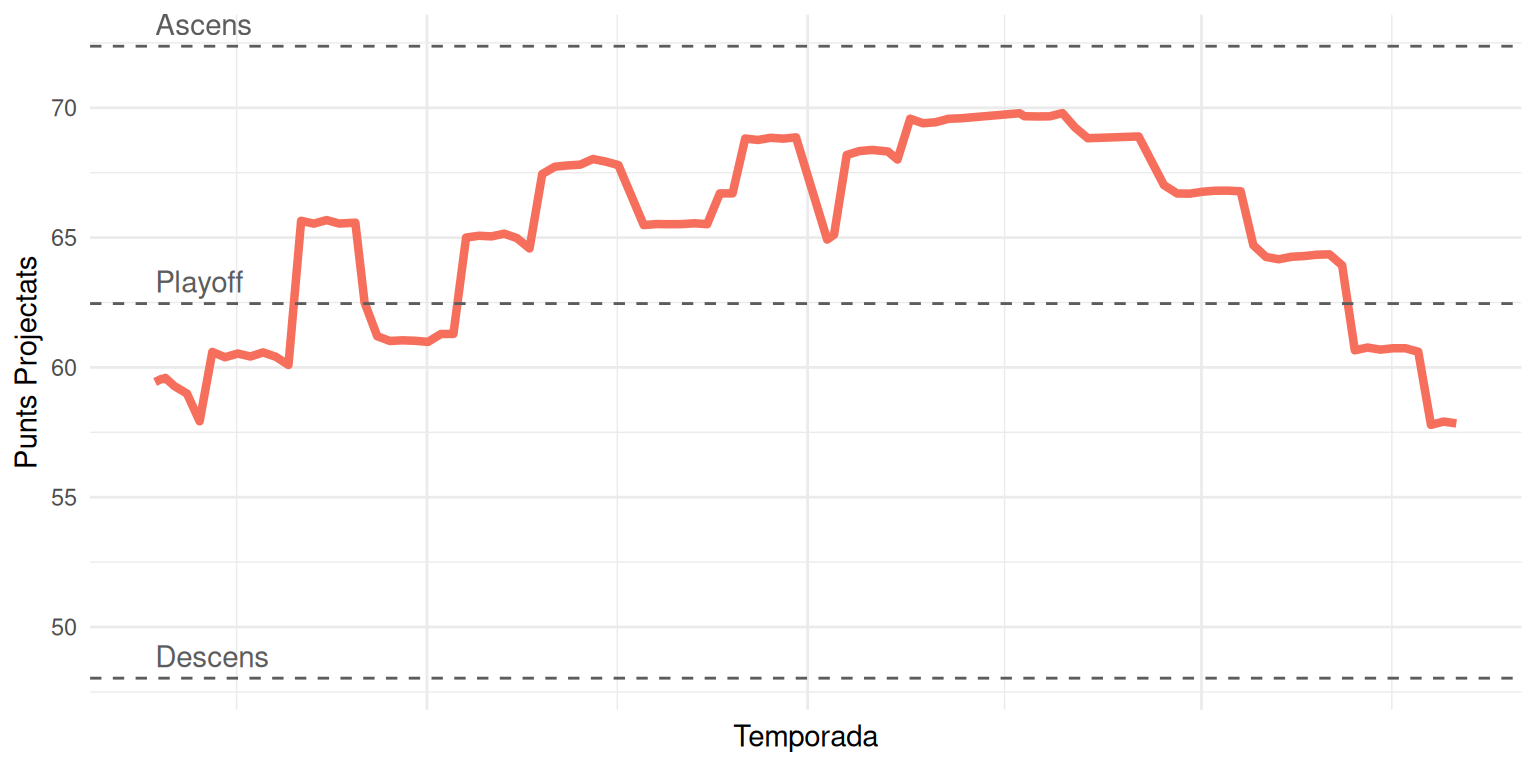 Ascens
70
65
Playoff
60
55
50
Descens
Punts Projectats
Temporada